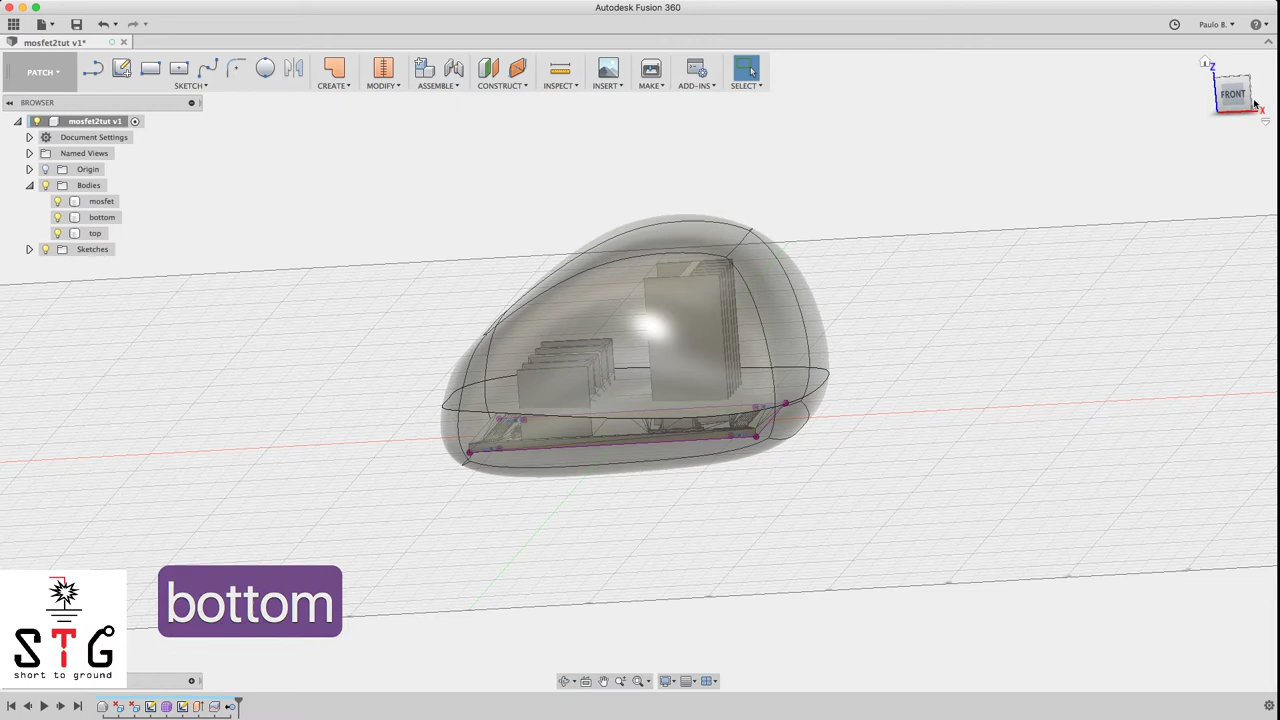 Autodesk Fusion 360
Paulo B.
mosfet2tut v1*
PATCH
SKETCH
CREATE
MODIFY
ASSEMBLE
CONSTRUCT
INSPECT
INSERT
MAKE
ADD-INS
SELECT
Z
FRONT
X
BROWSER
mosfet2tut v1
Document Settings
Named Views
Origin
Bodies
mosfet
bottom
top
Sketches
bottom
STG
short to ground